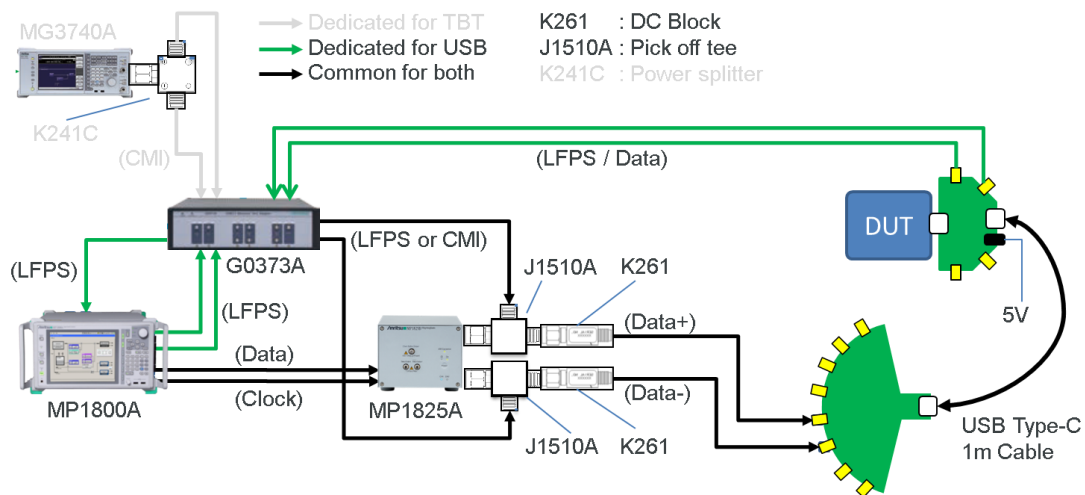 Dedicated for TBT
Dedicated for USB
Common for both
K261 : DC Block
J1510A : Pick off tee
K241C : Power splitter
MG3740A
K241C
(CMI)
(LFPS / Data)
DUT
5V
G0373A
(LFPS or CMI)
(LFPS)
(LFPS)
(Data)
(Clock)
MP1800A
MP1825A
J1510A
K261
(Data+)
(Data-)
J1510A
K261
USB Type-C
1m Cable